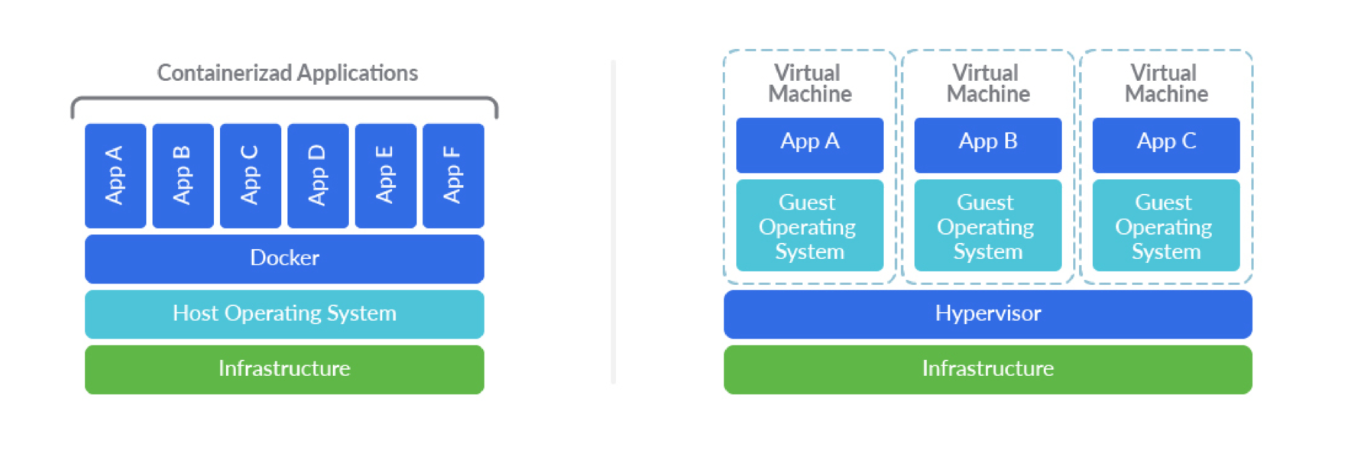 Containerizad Applications
App A
App B
App C
App D
App E
App F
Docker
Host Operating System
Infrastructure
Virtual
Machine
App A
Guest
Operating
System
Virtual
Machine
App B
Guest
Operating
System
Virtual
Machine
App C
Guest
Operating
System
Hypervisor
Infrastructure